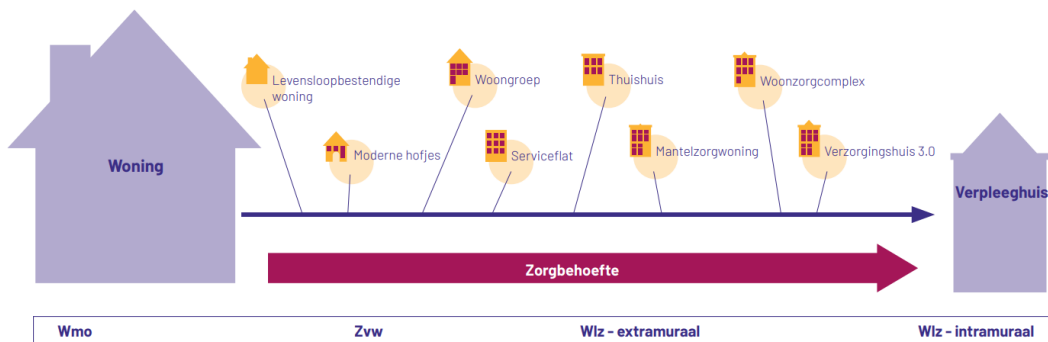 Woning
Levensloopbestendige
woning
Moderne hofjes
Woongroep
Serviceflat
Thuishuis
Mantelzorgwoning
Woonzorgcomplex
Verzorgingshuis 3.0
Verpleeghuis
Zorgbehoefte
Wmo
Zvw
Wlz - extramuraal
Wlz - intramuraal